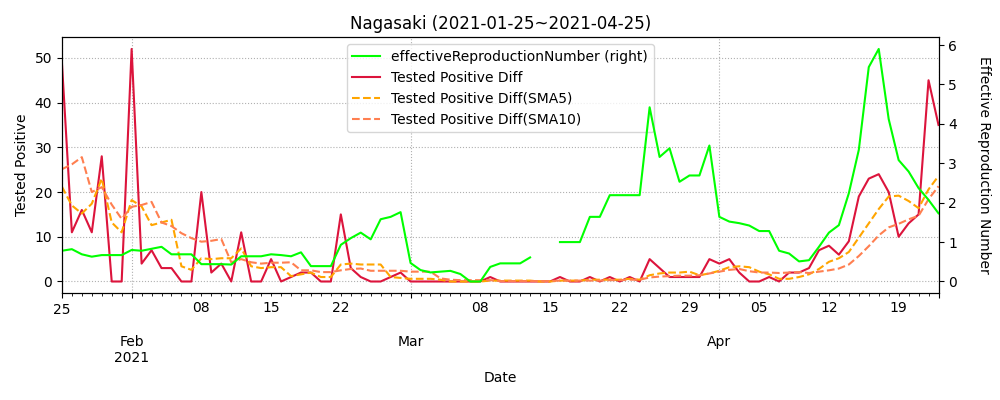 Nagasaki (2021-01-25~2021-04-25)
effectiveReproductionNumber (right)
Tested Positive Diff
Tested Positive Diff(SMA5)
Tested Positive Diff(SMA10)
Tested Positive
50
40
30
20
10
0
Effective Reproduction Number
6
5
4
3
2
1
0
25 08 15 22 08 15 22 29 05 12 19
Feb Mar Apr
2021
Date